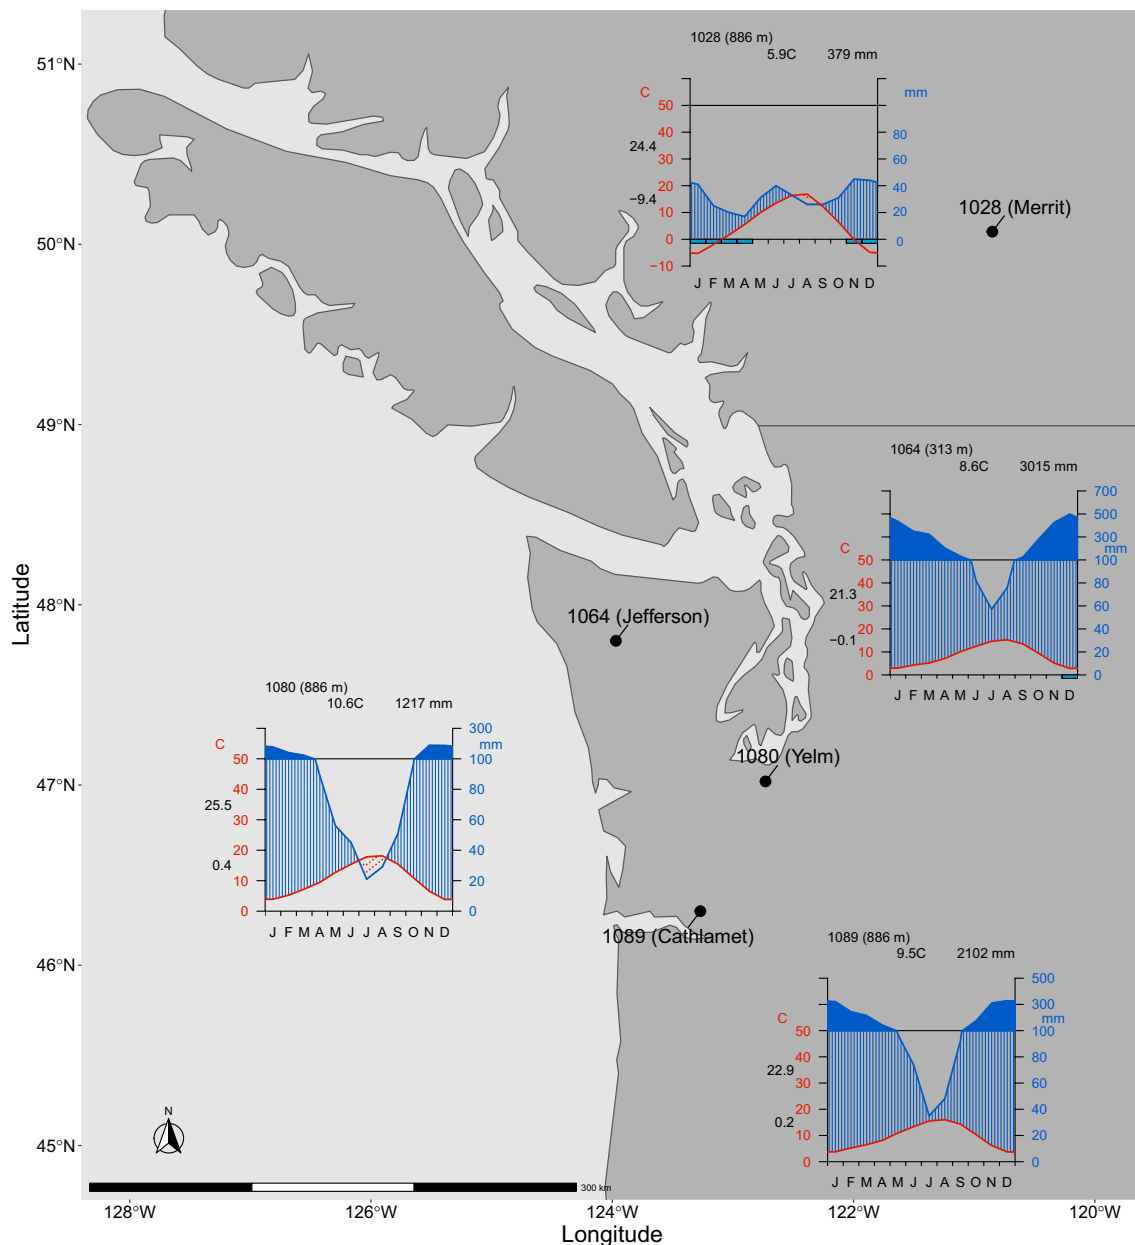 1028 (886 m)
5.9C 379 mm
C mm
50
40
30
20
10
0
−10
80
60
40
20
0
24.4
−9.4
J F M A M J J A S O N D
1028 (Merrit)
1064 (313 m)
8.6C 3015 mm
C mm
50
40
30
20
10
0
700
500
300
100
80
60
40
20
0
21.3
−0.1
J F M A M J J A S O N D
1064 (Jefferson)
1080 (886 m)
10.6C 1217 mm
C mm
50
40
30
20
10
0
300
100
80
60
40
20
0
25.5
0.4
J F M A M J J A S O N D
1080 (Yelm)
1089 (Cathlamet)
1089 (886 m)
9.5C 2102 mm
C mm
50
40
30
20
10
0
500
300
100
80
60
40
20
0
22.9
0.2
J F M A M J J A S O N D
51°N
50°N
49°N
48°N
47°N
46°N
45°N
Latitude
N
300 km
128°W 126°W 124°W 122°W 120°W
Longitude